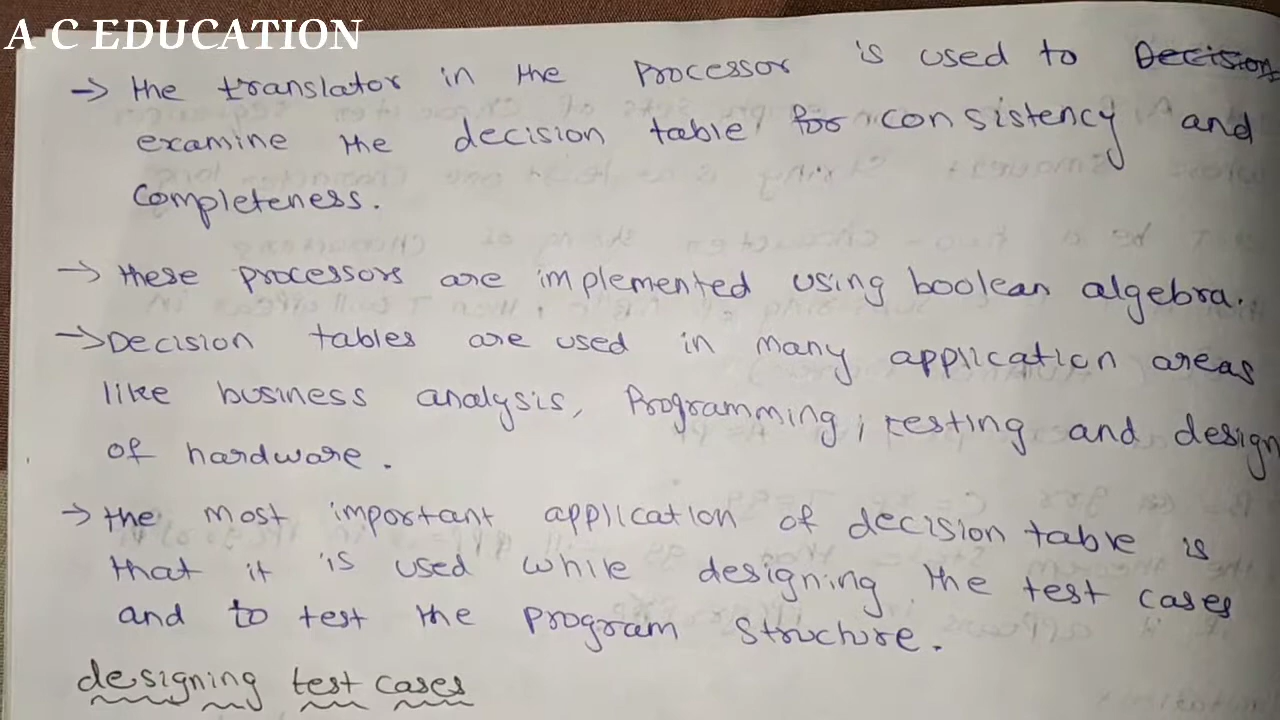 A C EDUCATION
→ the translator in the Processor is used to Decision
examine the decision table for consistency and
Completeness.
→ these processors are implemented using boolean algebra.
→ Decision tables are used in many application areas
like business analysis, Programming, testing and design
of hardware.
→ the most important application of decision table is
that it is used while designing the test cases
and to test the program structure.
designing test cases